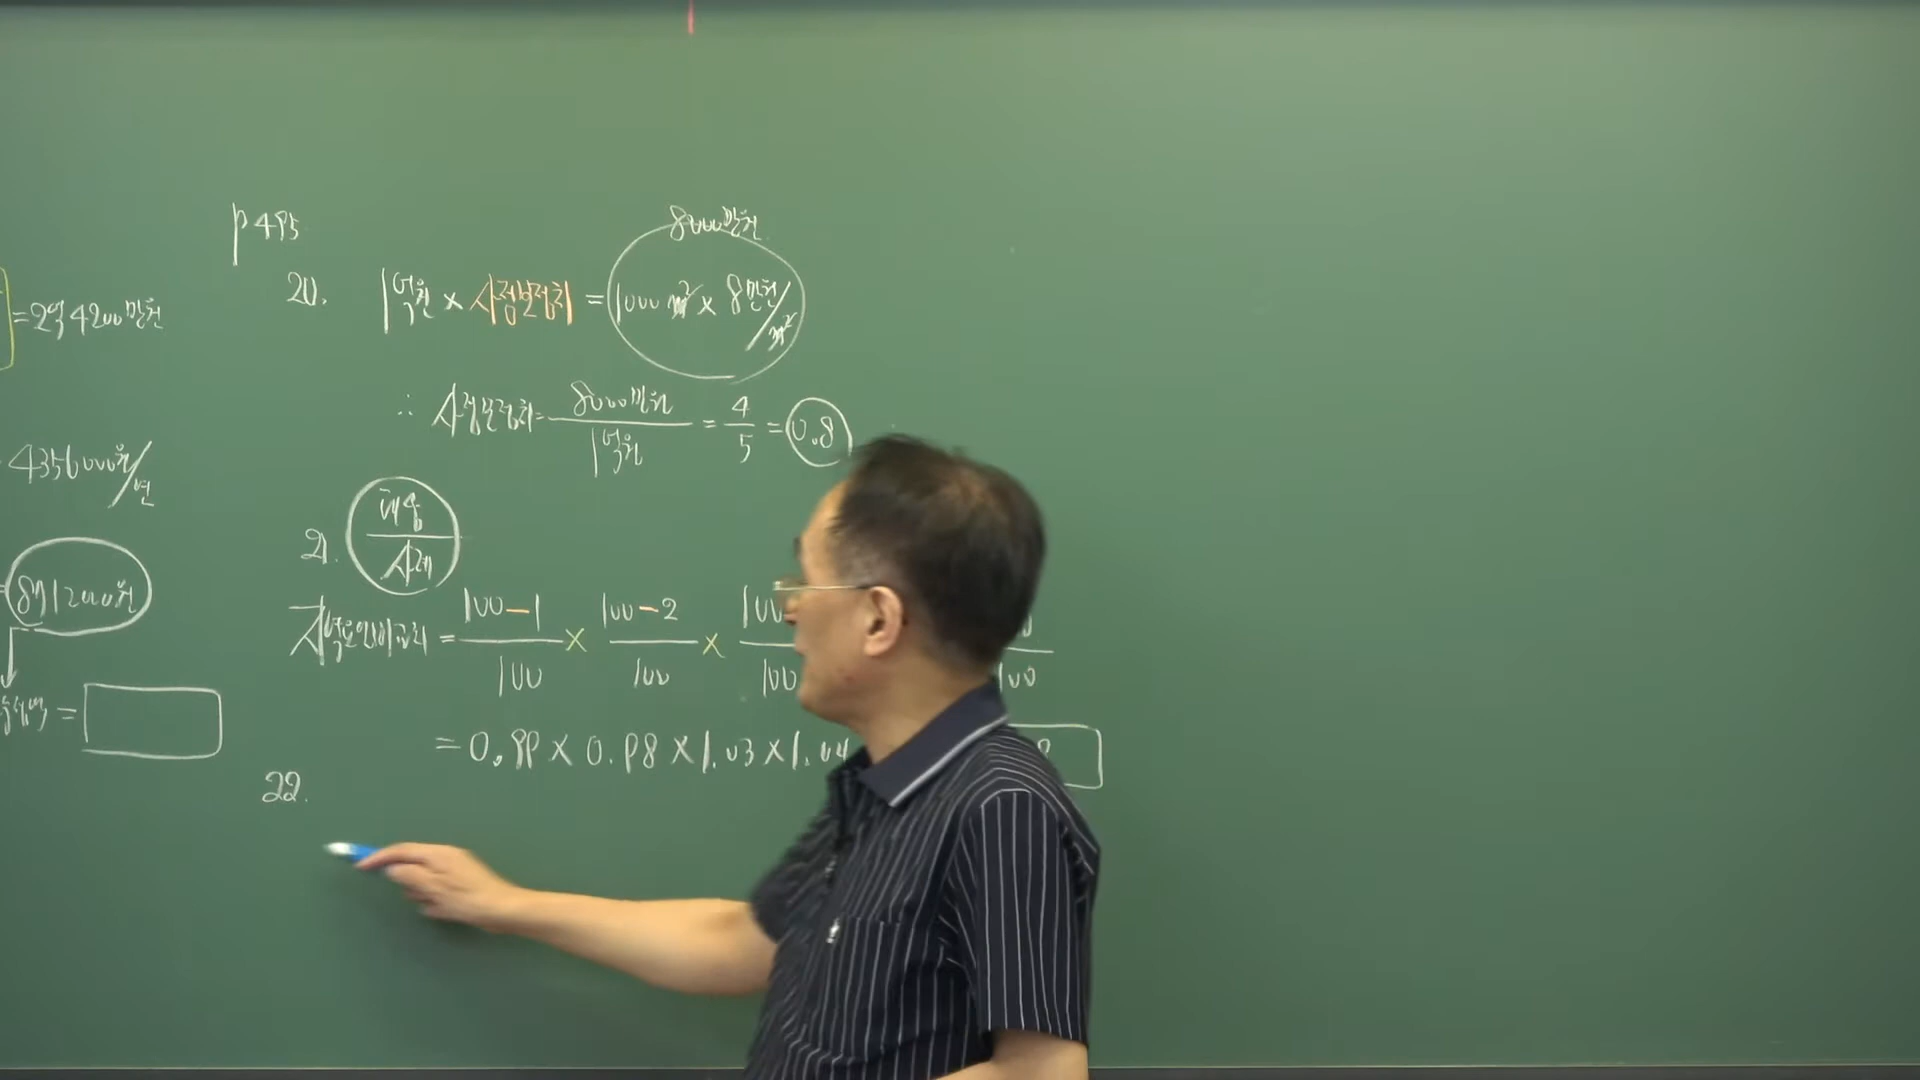 p 495
8000만원
20. 1억원 × 사정보정치 = 1000㎡ × 8만원/㎡
=2억 4200만원
∴ 사정보정치 = 8000만원 / 1억원 = 4/5 = 0.8
4356000원/년
21. 대상/사례
8712000원
지역요인비교치 = 100-1/100 × 100-2/100 ×
= 0.99 × 0.98 × 1.03 × 1.04
=
22.